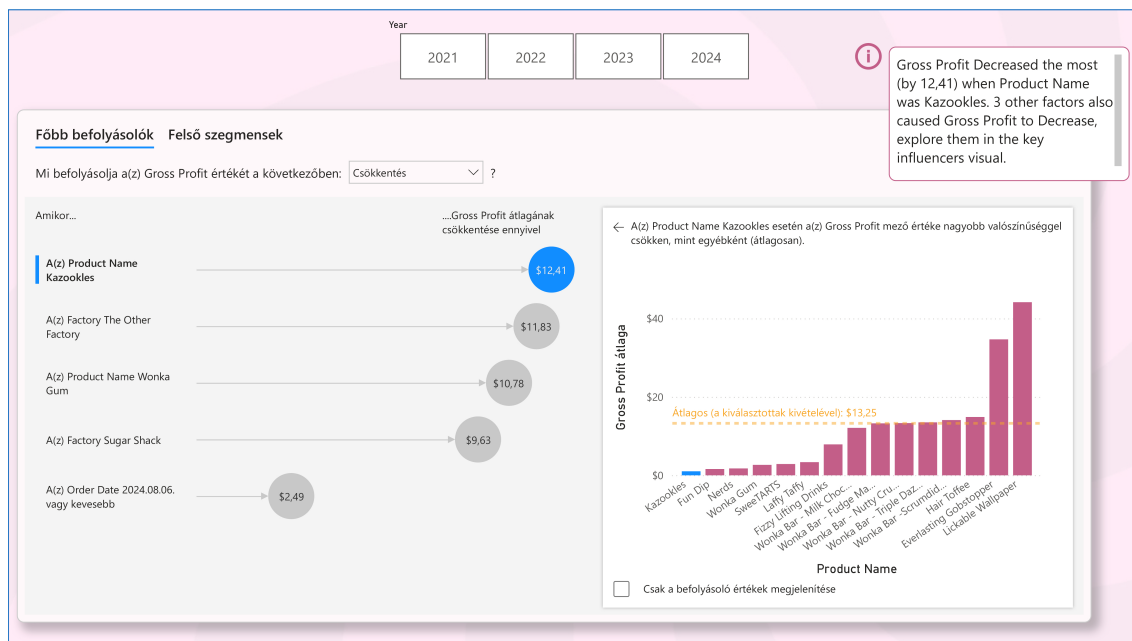 Year
2021
2022
2023
2024
Gross Profit Decreased the most
(by 12,41) when Product Name
was Kazookles. 3 other factors also
caused Gross Profit to Decrease,
explore them in the key
influencers visual.
Főbb befolyásolók
Felső szegmensek
Mi befolyásolja a(z) Gross Profit értékét a következőben:
Csökkentés
?
Amikor...
....Gross Profit átlagának
csökkentése ennyivel
A(z) Product Name
Kazookles
$12,41
A(z) Factory The Other
Factory
$11,83
A(z) Product Name Wonka
Gum
$10,78
A(z) Factory Sugar Shack
$9,63
A(z) Order Date 2024.08.06.
vagy kevesebb
$2,49
A(z) Product Name Kazookles esetén a(z) Gross Profit mező értéke nagyobb valószínűséggel
csökken, mint egyébként (átlagosan).
Gross Profit átlaga
$40
$20
$0
Átlagos (a kiválasztottak kivételével): $13,25
Kazookles
Fun Dip
Nerds
Wonka Gum
SweeTARTS
Laffy Taffy
Fizzy Lifting Drinks
Wonka Bar - Milk Choc...
Wonka Bar - Fudge Ma...
Wonka Bar - Nutty Cru...
Wonka Bar - Triple Daz...
Wonka Bar -Scrumdid...
Hair Toffee
Everlasting Gobstopper
Lickable Wallpaper
Product Name
Csak a befolyásoló értékek megjelenítése